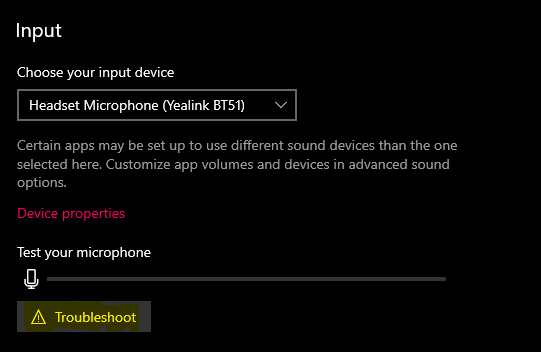 Input
Choose your input device
Headset Microphone (Yealink BT51)
Certain apps may be set up to use different sound devices than the one
selected here. Customize app volumes and devices in advanced sound
options.
Device properties
Test your microphone
Troubleshoot